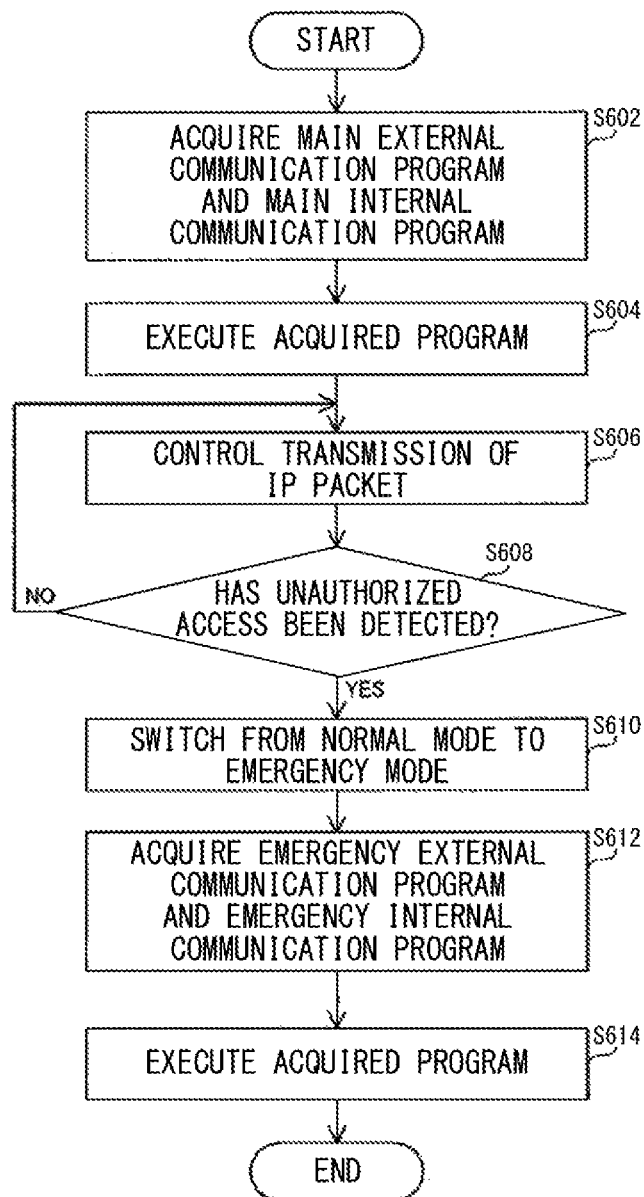 START
S602
ACQUIRE MAIN EXTERNAL
COMMUNICATION PROGRAM
AND MAIN INTERNAL
COMMUNICATION PROGRAM
S604
EXECUTE ACQUIRED PROGRAM
S606
CONTROL TRANSMISSION OF
IP PACKET
S608
HAS UNAUTHORIZED
ACCESS BEEN DETECTED?
NO
YES
S610
SWITCH FROM NORMAL MODE TO
EMERGENCY MODE
S612
ACQUIRE EMERGENCY EXTERNAL
COMMUNICATION PROGRAM
AND EMERGENCY INTERNAL
COMMUNICATION PROGRAM
S614
EXECUTE ACQUIRED PROGRAM
END